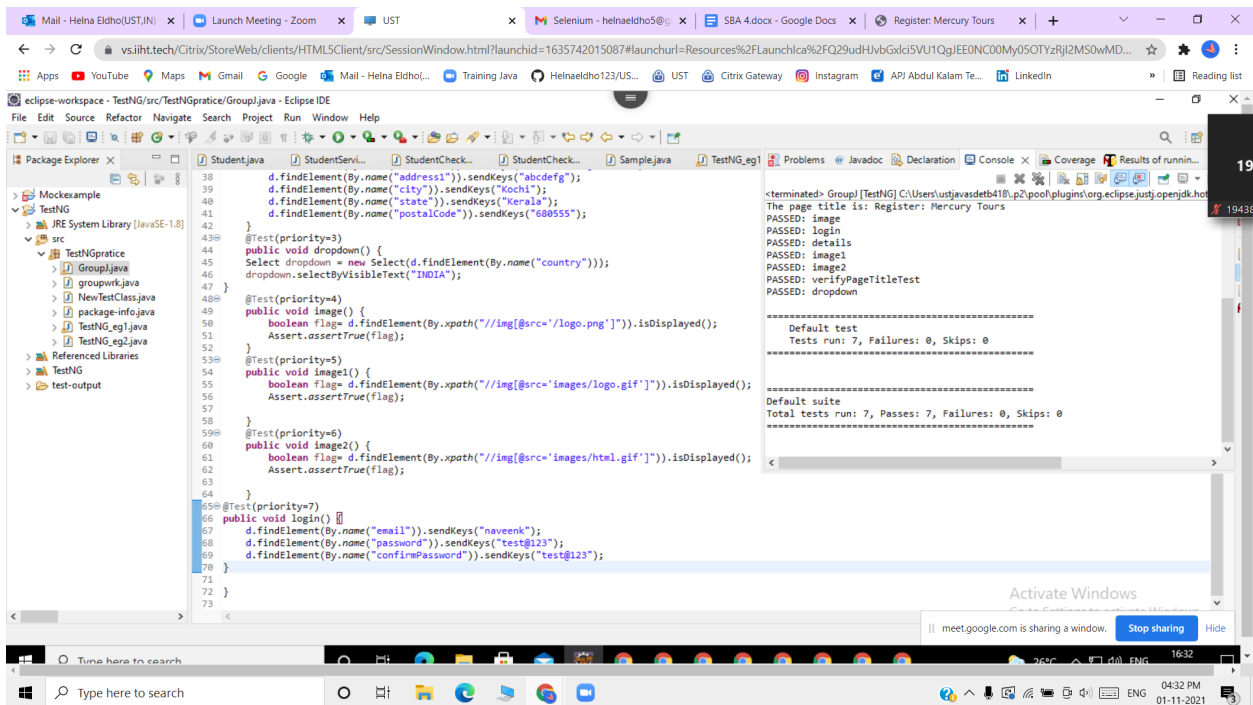 Mail - Helna Eldho(UST,IN)
Launch Meeting - Zoom
UST
Selenium - helnaeldho5@g
SBA 4.docx - Google Docs
Register: Mercury Tours
vs.iiht.tech/Citrix/StoreWeb/clients/HTML5Client/src/SessionWindow.html?launchid=1635742015087#launchurl=Resources%2FLaunchIca%2FQ29udHJvbGxlci5VU1QgJEE0NC00My05OTYzRjI2MS0wMD...
Apps YouTube Maps Gmail Google Mail - Helna Eldho(... Training Java Helnaeldho123/US... UST Citrix Gateway Instagram APJ Abdul Kalam Te... LinkedIn » Reading list
eclipse-workspace - TestNG/src/TestNGpratice/GroupJ.java - Eclipse IDE
File Edit Source Refactor Navigate Search Project Run Window Help
Package Explorer
Mockexample
TestNG
JRE System Library [JavaSE-1.8]
src
TestNGpratice
GroupJ.java
groupwrk.java
NewTestClass.java
package-info.java
TestNG_eg1.java
TestNG_eg2.java
Referenced Libraries
TestNG
test-output
Student.java StudentServi... StudentCheck... StudentCheck... Sample.java TestNG_eg1
38 d.findElement(By.name("address1")).sendKeys("abcdefg");
39 d.findElement(By.name("city")).sendKeys("Kochi");
40 d.findElement(By.name("state")).sendKeys("Kerala");
41 d.findElement(By.name("postalCode")).sendKeys("680555");
42 }
43 @Test(priority=3)
44 public void dropdown() {
45 Select dropdown = new Select(d.findElement(By.name("country")));
46 dropdown.selectByVisibleText("INDIA");
47 }
48 @Test(priority=4)
49 public void image() {
50 boolean flag= d.findElement(By.xpath("//img[@src='/logo.png']")).isDisplayed();
51 Assert.assertTrue(flag);
52 }
53 @Test(priority=5)
54 public void image1() {
55 boolean flag= d.findElement(By.xpath("//img[@src='images/logo.gif']")).isDisplayed();
56 Assert.assertTrue(flag);
57
58 }
59 @Test(priority=6)
60 public void image2() {
61 boolean flag= d.findElement(By.xpath("//img[@src='images/html.gif']")).isDisplayed();
62 Assert.assertTrue(flag);
63
64 }
65 @Test(priority=7)
66 public void login() {
67 d.findElement(By.name("email")).sendKeys("naveenk");
68 d.findElement(By.name("password")).sendKeys("test@123");
69 d.findElement(By.name("confirmPassword")).sendKeys("test@123");
70 }
71
72 }
73
Problems Javadoc Declaration Console Coverage Results of runnin...
<terminated> GroupJ [TestNG] C:\Users\ustjavasdetb418\.p2\pool\plugins\org.eclipse.justj.openjdk.hot
The page title is: Register: Mercury Tours
PASSED: image
PASSED: login
PASSED: details
PASSED: image1
PASSED: image2
PASSED: verifyPageTitleTest
PASSED: dropdown
===============================================
Default test
Tests run: 7, Failures: 0, Skips: 0
===============================================
===============================================
Default suite
Total tests run: 7, Passes: 7, Failures: 0, Skips: 0
===============================================
19
19438
Activate Windows
meet.google.com is sharing a window. Stop sharing Hide
Type here to search
26°C ENG 16:32
Type here to search
ENG
04:32 PM
01-11-2021
3